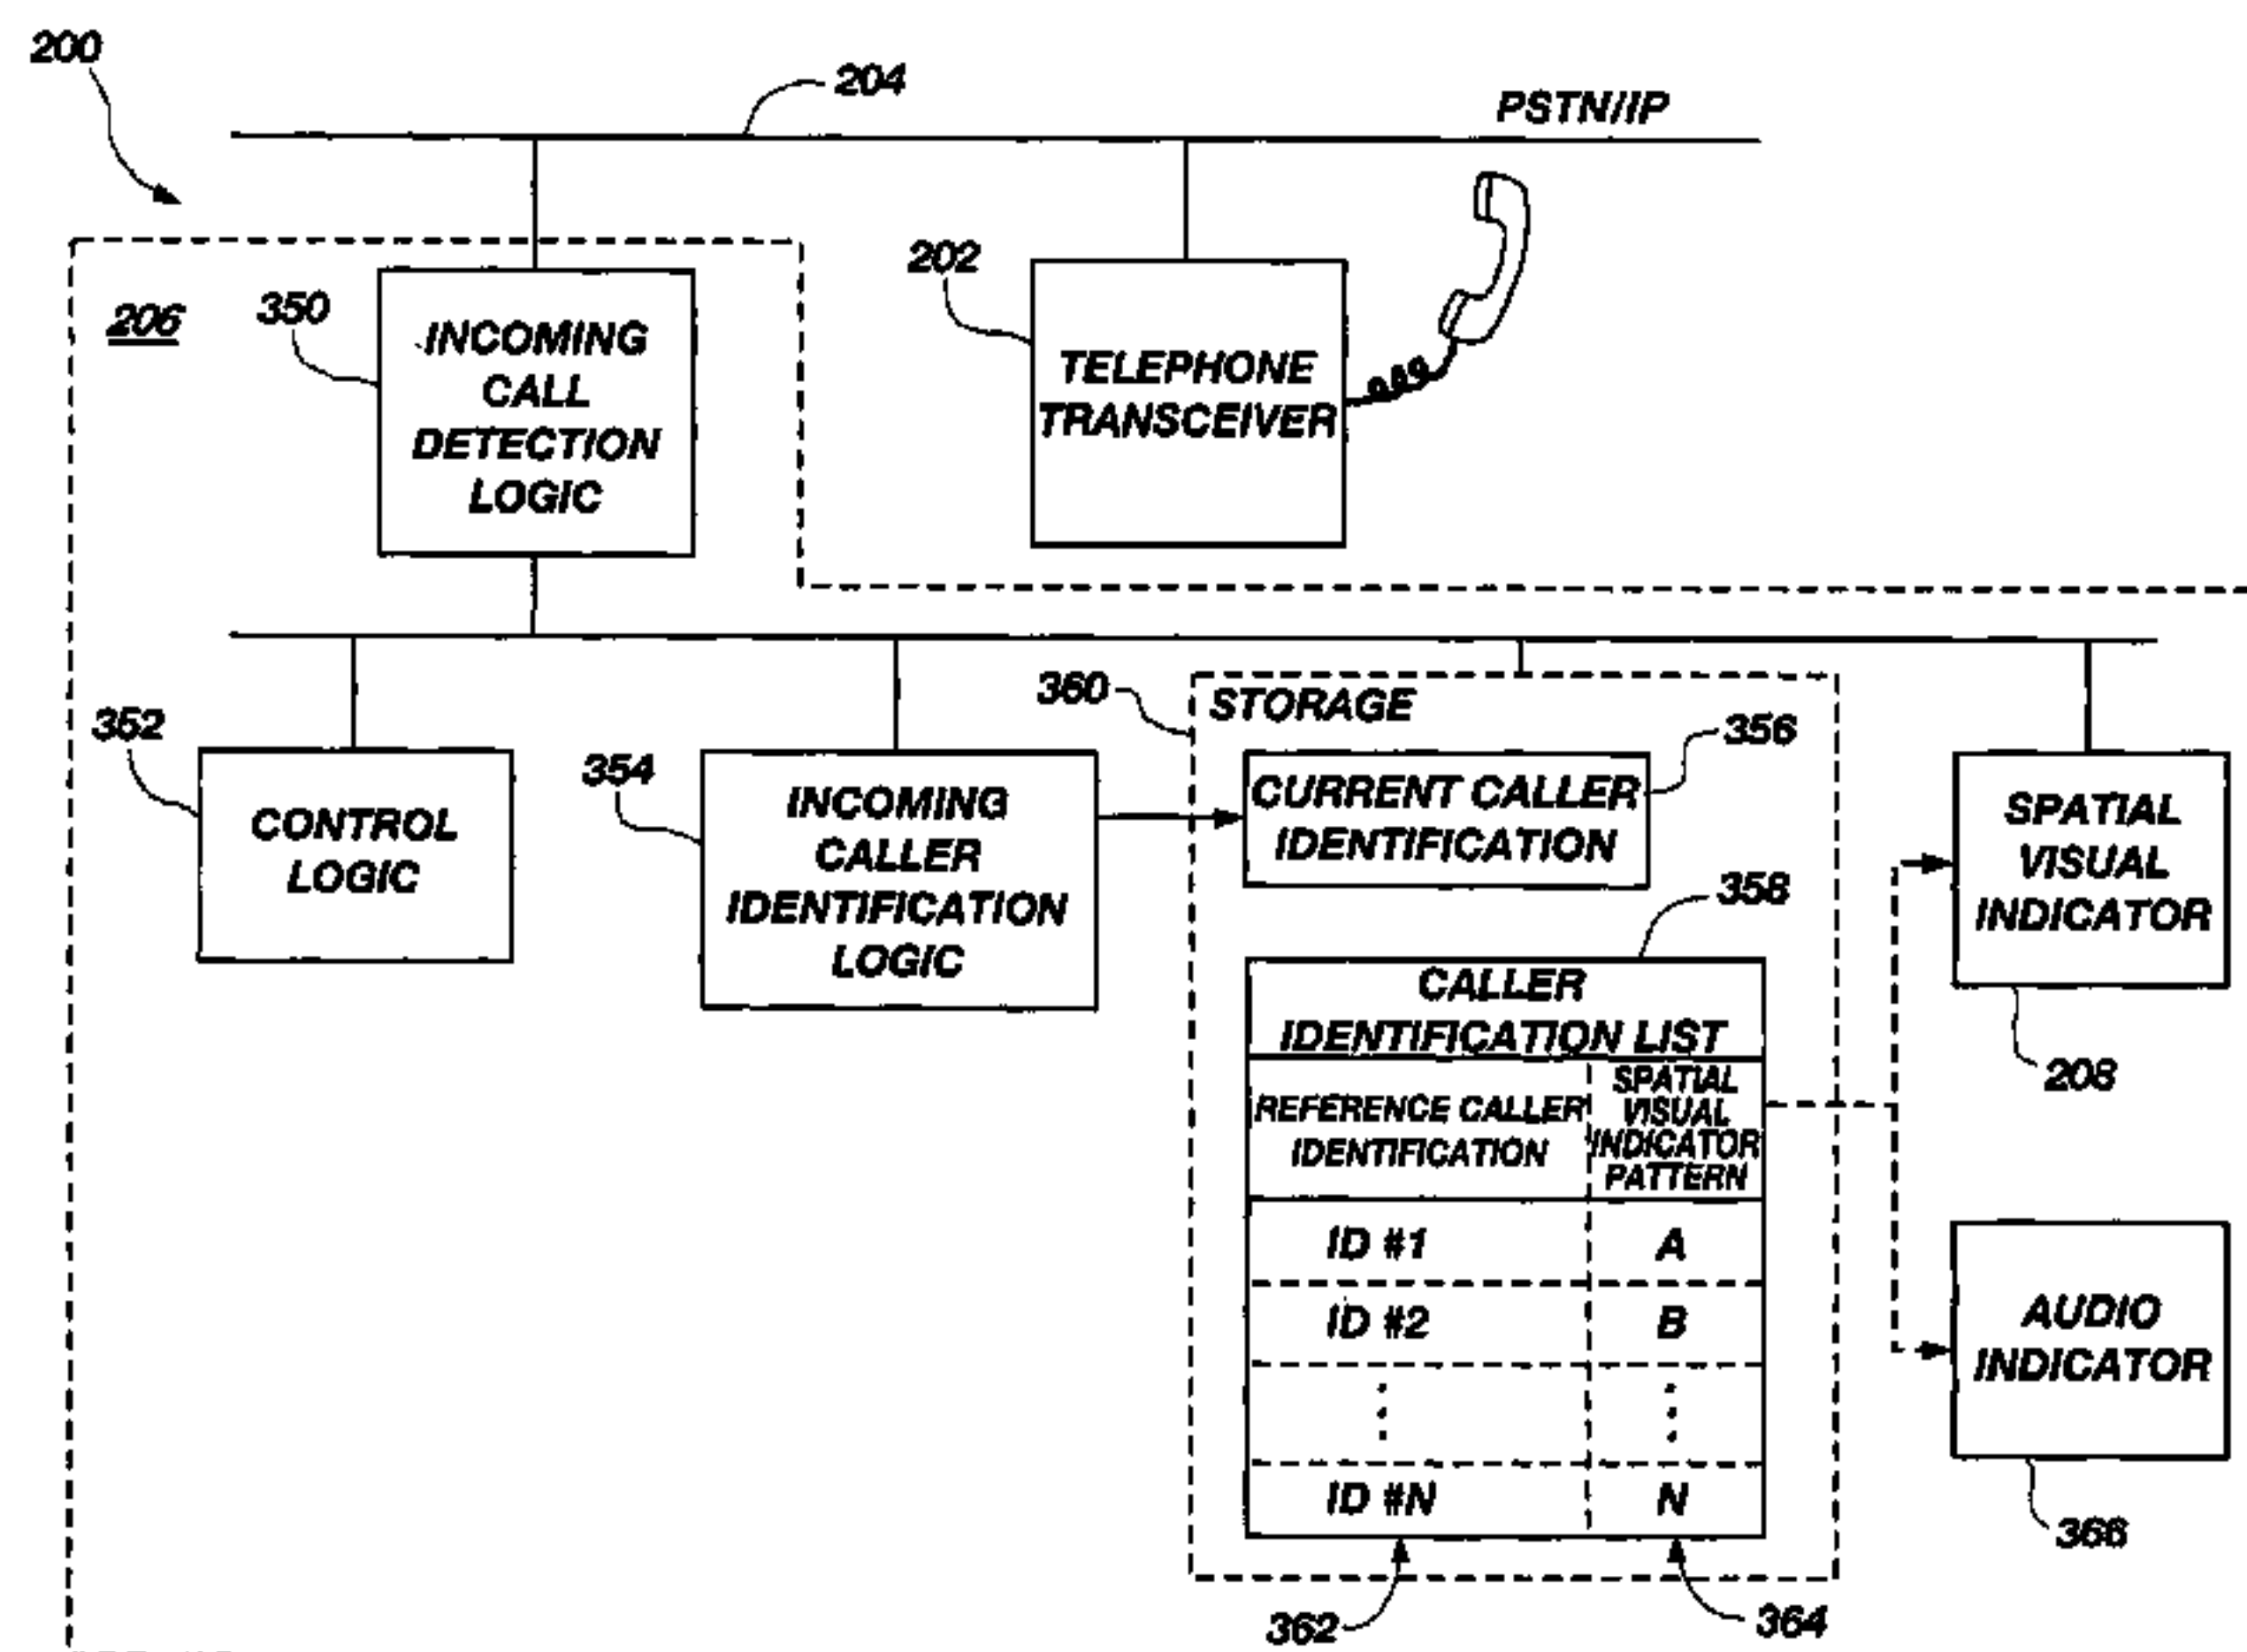 200
204
PSTN/IP
206
350
INCOMING
CALL
DETECTION
LOGIC
202
TELEPHONE
TRANSCEIVER
352
CONTROL
LOGIC
354
INCOMING
CALLER
IDENTIFICATION
LOGIC
360
STORAGE
356
CURRENT CALLER
IDENTIFICATION
358
CALLER
IDENTIFICATION LIST
REFERENCE CALLER
IDENTIFICATION
SPATIAL
VISUAL
INDICATOR
PATTERN
ID #1 A
ID #2 B
ID #N N
362
364
SPATIAL
VISUAL
INDICATOR
208
AUDIO
INDICATOR
366